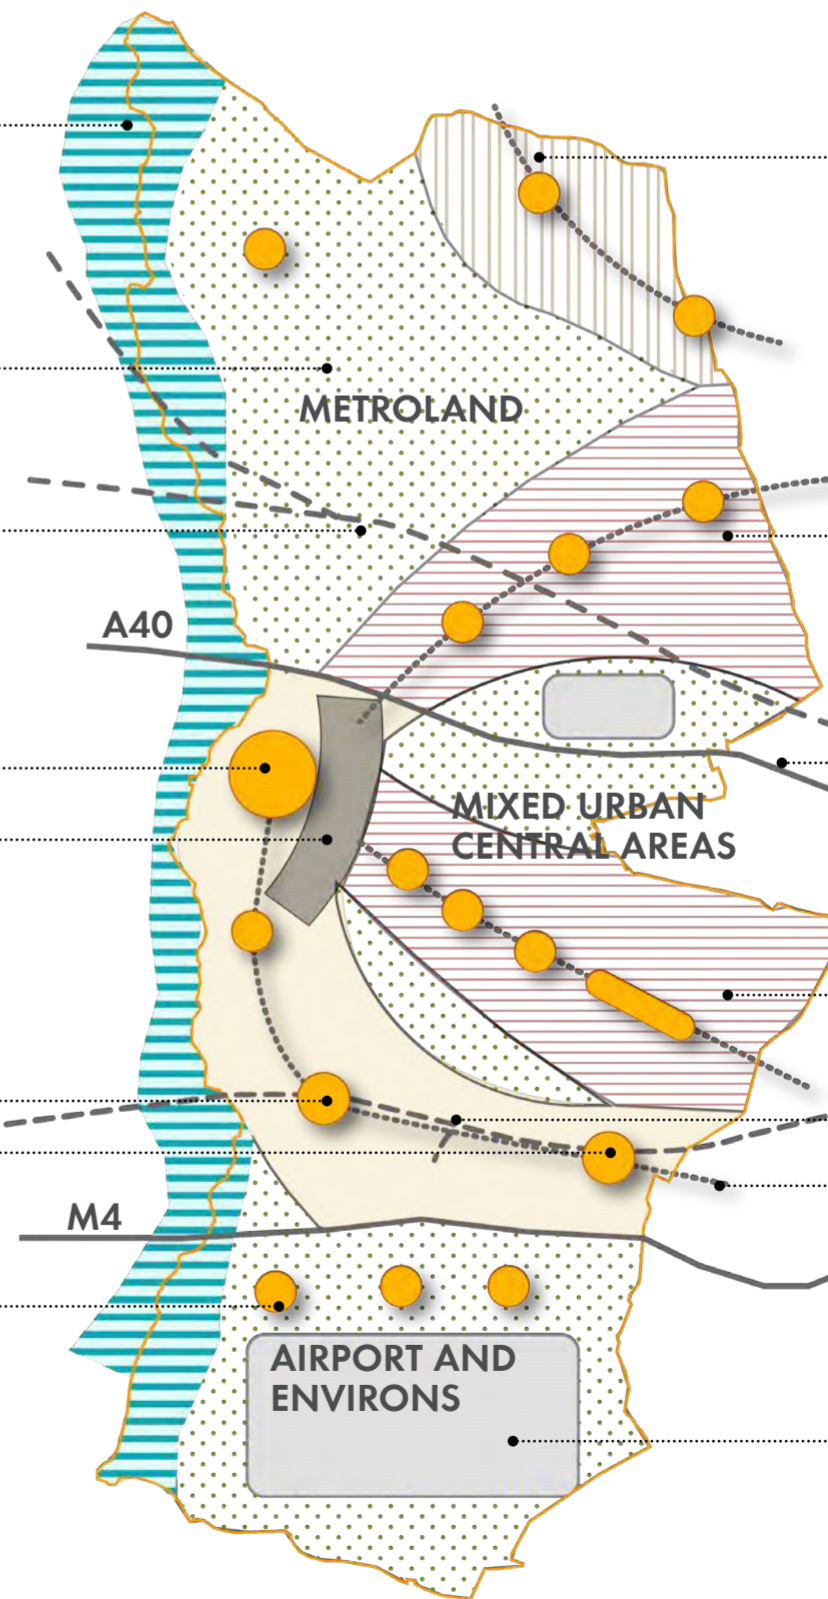 METROLAND
A40
MIXED URBAN
CENTRAL AREAS
M4
AIRPORT AND
ENVIRONS